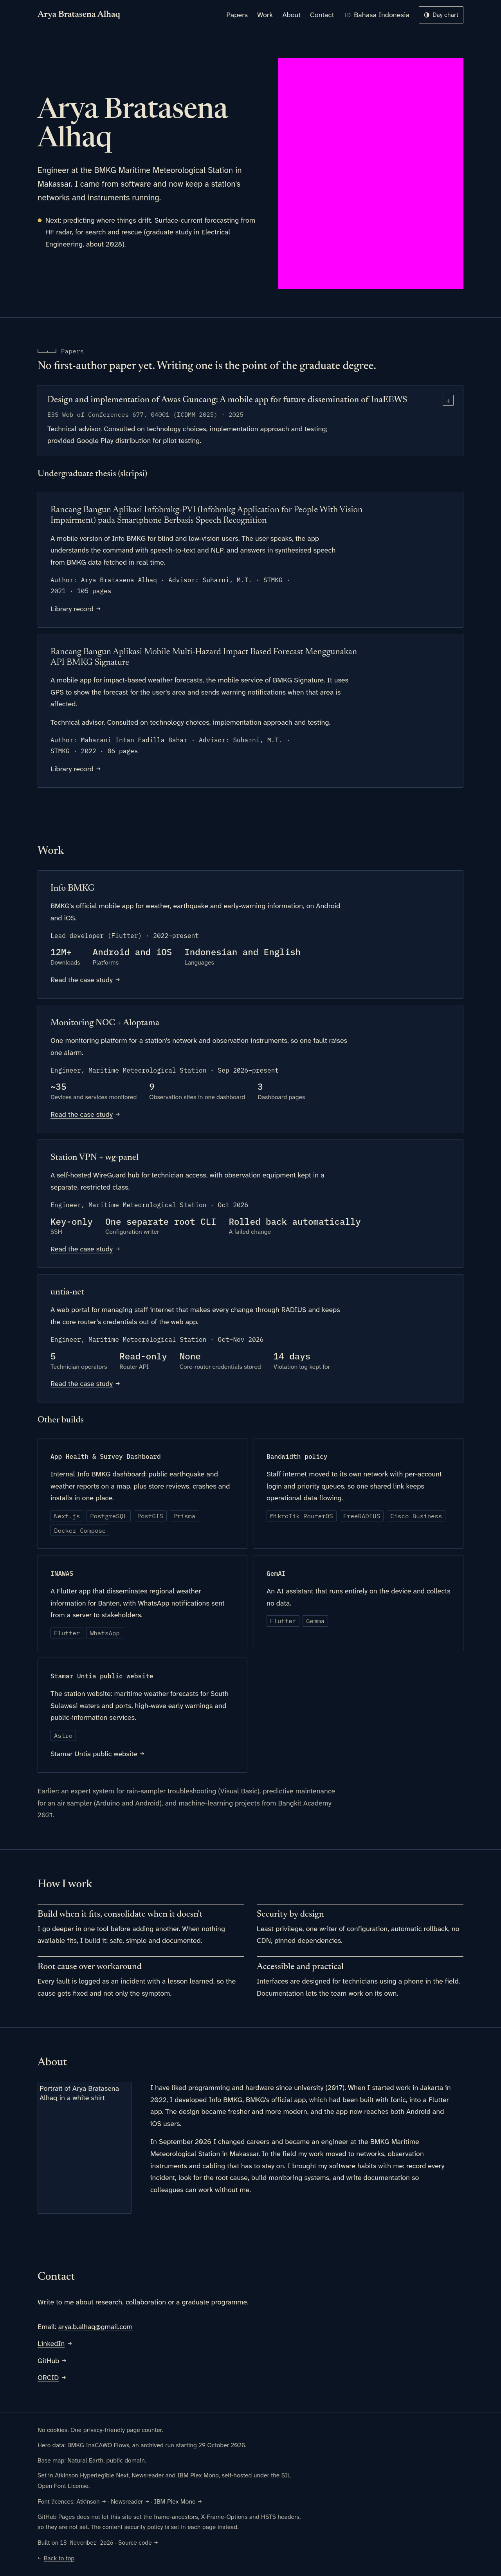 Arya Bratasena Alhaq
Papers Work About Contact ID Bahasa Indonesia Day chart
Arya Bratasena
Alhaq
Engineer at the BMKG Maritime Meteorological Station in
Makassar. I came from software and now keep a station's
networks and instruments running.
Next: predicting where things drift. Surface-current forecasting from
HF radar, for search and rescue (graduate study in Electrical
Engineering, about 2028).
Papers
No first-author paper yet. Writing one is the point of the graduate degree.
Design and implementation of Awas Guncang: A mobile app for future dissemination of InaEEWS
+
E3S Web of Conferences 677, 04001 (ICDMM 2025) · 2025
Technical advisor. Consulted on technology choices, implementation approach and testing;
provided Google Play distribution for pilot testing.
Undergraduate thesis (skripsi)
Rancang Bangun Aplikasi Infobmkg-PVI (Infobmkg Application for People With Vision
Impairment) pada Smartphone Berbasis Speech Recognition
A mobile version of Info BMKG for blind and low-vision users. The user speaks, the app
understands the command with speech-to-text and NLP, and answers in synthesised speech
from BMKG data fetched in real time.
Author: Arya Bratasena Alhaq · Advisor: Suharni, M.T. · STMKG ·
2021 · 105 pages
Library record →
Rancang Bangun Aplikasi Mobile Multi-Hazard Impact Based Forecast Menggunakan
API BMKG Signature
A mobile app for impact-based weather forecasts, the mobile service of BMKG Signature. It uses
GPS to show the forecast for the user's area and sends warning notifications when that area is
affected.
Technical advisor. Consulted on technology choices, implementation approach and testing.
Author: Maharani Intan Fadilla Bahar · Advisor: Suharni, M.T. ·
STMKG · 2022 · 86 pages
Library record →
Work
Info BMKG
BMKG's official mobile app for weather, earthquake and early-warning information, on Android
and iOS.
Lead developer (Flutter) · 2022–present
12M+ Android and iOS Indonesian and English
Downloads Platforms Languages
Read the case study →
Monitoring NOC + Aloptama
One monitoring platform for a station's network and observation instruments, so one fault raises
one alarm.
Engineer, Maritime Meteorological Station · Sep 2026–present
~35 9 3
Devices and services monitored Observation sites in one dashboard Dashboard pages
Read the case study →
Station VPN + wg-panel
A self-hosted WireGuard hub for technician access, with observation equipment kept in a
separate, restricted class.
Engineer, Maritime Meteorological Station · Oct 2026
Key-only One separate root CLI Rolled back automatically
SSH Configuration writer A failed change
Read the case study →
untia-net
A web portal for managing staff internet that makes every change through RADIUS and keeps
the core router's credentials out of the web app.
Engineer, Maritime Meteorological Station · Oct–Nov 2026
5 Read-only None 14 days
Technician operators Router API Core-router credentials stored Violation log kept for
Read the case study →
Other builds
App Health & Survey Dashboard
Internal Info BMKG dashboard: public earthquake and
weather reports on a map, plus store reviews, crashes and
installs in one place.
Next.js PostgreSQL PostGIS Prisma
Docker Compose
Bandwidth policy
Staff internet moved to its own network with per-account
login and priority queues, so one shared link keeps
operational data flowing.
MikroTik RouterOS FreeRADIUS Cisco Business
INAWAS
A Flutter app that disseminates regional weather
information for Banten, with WhatsApp notifications sent
from a server to stakeholders.
Flutter WhatsApp
GemAI
An AI assistant that runs entirely on the device and collects
no data.
Flutter Gemma
Stamar Untia public website
The station website: maritime weather forecasts for South
Sulawesi waters and ports, high-wave early warnings and
public-information services.
Astro
Stamar Untia public website →
Earlier: an expert system for rain-sampler troubleshooting (Visual Basic), predictive maintenance
for an air sampler (Arduino and Android), and machine-learning projects from Bangkit Academy
2021.
How I work
Build when it fits, consolidate when it doesn't
I go deeper in one tool before adding another. When nothing
available fits, I build it: safe, simple and documented.
Security by design
Least privilege, one writer of configuration, automatic rollback, no
CDN, pinned dependencies.
Root cause over workaround
Every fault is logged as an incident with a lesson learned, so the
cause gets fixed and not only the symptom.
Accessible and practical
Interfaces are designed for technicians using a phone in the field.
Documentation lets the team work on its own.
About
Portrait of Arya Bratasena
Alhaq in a white shirt
I have liked programming and hardware since university (2017). When I started work in Jakarta in
2022, I developed Info BMKG, BMKG's official app, which had been built with Ionic, into a Flutter
app. The design became fresher and more modern, and the app now reaches both Android and
iOS users.
In September 2026 I changed careers and became an engineer at the BMKG Maritime
Meteorological Station in Makassar. In the field my work moved to networks, observation
instruments and cabling that has to stay on. I brought my software habits with me: record every
incident, look for the root cause, build monitoring systems, and write documentation so
colleagues can work without me.
Contact
Write to me about research, collaboration or a graduate programme.
Email: arya.b.alhaq@gmail.com
LinkedIn →
GitHub →
ORCID →
No cookies. One privacy-friendly page counter.
Hero data: BMKG InaCAWO Flows, an archived run starting 29 October 2026.
Base map: Natural Earth, public domain.
Set in Atkinson Hyperlegible Next, Newsreader and IBM Plex Mono, self-hosted under the SIL
Open Font License.
Font licences: Atkinson → · Newsreader → · IBM Plex Mono →
GitHub Pages does not let this site set the frame-ancestors, X-Frame-Options and HSTS headers,
so they are not set. The content security policy is set in each page instead.
Built on 18 November 2026 · Source code →
← Back to top